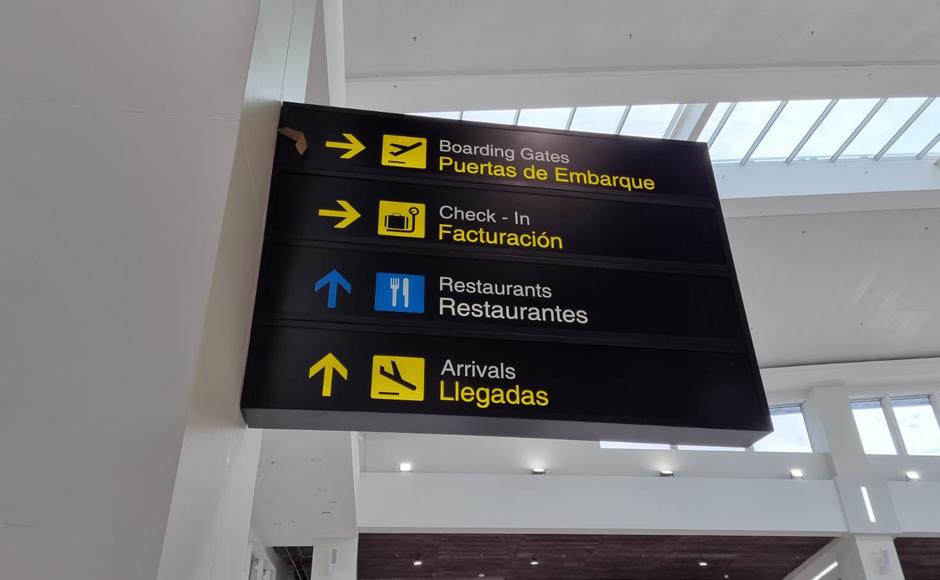 Boarding Gates
Puertas de Embarque
Check - In
Facturación
Restaurants
Restaurantes
Arrivals
Llegadas